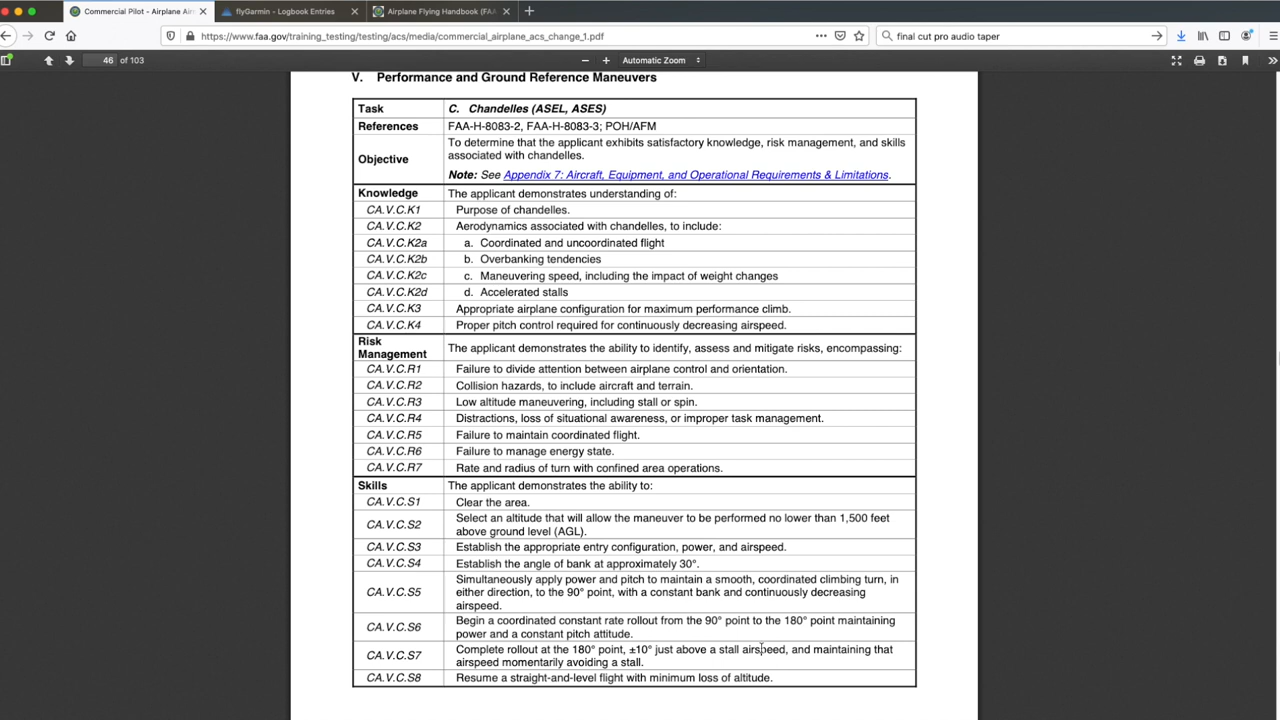 Commercial Pilot - Airplane Airm
flyGarmin - Logbook Entries
Airplane Flying Handbook (FAA
https://www.faa.gov/training_testing/testing/acs/media/commercial_airplane_acs_change_1.pdf
final cut pro audio taper
46 of 103
Automatic Zoom
V. Performance and Ground Reference Maneuvers
Task C. Chandelles (ASEL, ASES)
References FAA-H-8083-2, FAA-H-8083-3; POH/AFM
To determine that the applicant exhibits satisfactory knowledge, risk management, and skills
associated with chandelles.
Objective
Note: See Appendix 7: Aircraft, Equipment, and Operational Requirements & Limitations.
Knowledge The applicant demonstrates understanding of:
CA.V.C.K1 Purpose of chandelles.
CA.V.C.K2 Aerodynamics associated with chandelles, to include:
CA.V.C.K2a a. Coordinated and uncoordinated flight
CA.V.C.K2b b. Overbanking tendencies
CA.V.C.K2c c. Maneuvering speed, including the impact of weight changes
CA.V.C.K2d d. Accelerated stalls
CA.V.C.K3 Appropriate airplane configuration for maximum performance climb.
CA.V.C.K4 Proper pitch control required for continuously decreasing airspeed.
Risk
Management The applicant demonstrates the ability to identify, assess and mitigate risks, encompassing:
CA.V.C.R1 Failure to divide attention between airplane control and orientation.
CA.V.C.R2 Collision hazards, to include aircraft and terrain.
CA.V.C.R3 Low altitude maneuvering, including stall or spin.
CA.V.C.R4 Distractions, loss of situational awareness, or improper task management.
CA.V.C.R5 Failure to maintain coordinated flight.
CA.V.C.R6 Failure to manage energy state.
CA.V.C.R7 Rate and radius of turn with confined area operations.
Skills The applicant demonstrates the ability to:
CA.V.C.S1 Clear the area.
CA.V.C.S2 Select an altitude that will allow the maneuver to be performed no lower than 1,500 feet
above ground level (AGL).
CA.V.C.S3 Establish the appropriate entry configuration, power, and airspeed.
CA.V.C.S4 Establish the angle of bank at approximately 30°.
Simultaneously apply power and pitch to maintain a smooth, coordinated climbing turn, in
CA.V.C.S5 either direction, to the 90° point, with a constant bank and continuously decreasing
airspeed.
CA.V.C.S6 Begin a coordinated constant rate rollout from the 90° point to the 180° point maintaining
power and a constant pitch attitude.
CA.V.C.S7 Complete rollout at the 180° point, ±10° just above a stall airspeed, and maintaining that
airspeed momentarily avoiding a stall.
CA.V.C.S8 Resume a straight-and-level flight with minimum loss of altitude.